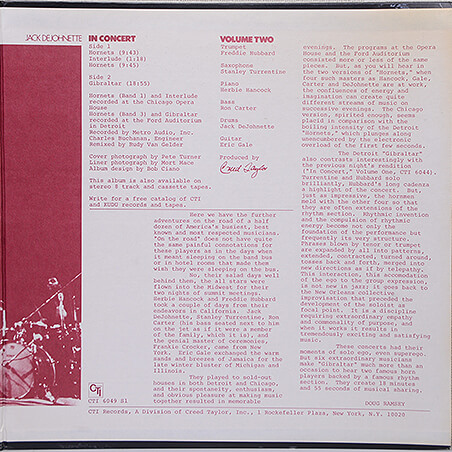 JACK DEJOHNETTE
IN CONCERT
Side 1
Hornets (9:43)
Interlude (1:18)
Hornets (9:45)
Side 2
Gibraltar (18:55)
Hornets (Band 1) and Interlude
recorded at the Chicago Opera
House
Hornets (Band 3) and Gibraltar
recorded at the Ford Auditorium
in Detroit
Recorded by Metro Audio, Inc.
Charles Buchanan, Engineer
Remixed by Rudy Van Gelder
Cover photograph by Pete Turner
Liner photograph by Mort Mace
Album design by Bob Ciano
This album is also available on
stereo 8 track and cassette tapes.
Write for a free catalog of CTI
and KUDU records and tapes.
VOLUME TWO
Trumpet
Freddie Hubbard
Saxophone
Stanley Turrentine
Piano
Herbie Hancock
Bass
Ron Carter
Drums
Jack DeJohnette
Guitar
Eric Gale
Produced by
Creed Taylor
Here we have the further
adventures on the road of a half
dozen of America's busiest, best
known and most respected musicians.
"On the road" does not have quite
the same painful connotations for
these players as in the days when
it meant sleeping on the band bus
or in hotel rooms that made them
wish they were sleeping on the bus.
No, their salad days well
behind them, the all stars were
flown into the Midwest for their
two nights of summit meetings.
Herbie Hancock and Freddie Hubbard
took a couple of days from their
endeavors in California. Jack
DeJohnette, Stanley Turrentine, Ron
Carter (his bass seated next to him
on the jet as if it were a member
of the family, which it is), and
the genial master of ceremonies
Frankie Crocker, came from New
York. Eric Gale exchanged the warm
sands and breezes of Jamaica for the
late winter bluster of Michigan and
Illinois.
They played to sold-out
houses in both Detroit and Chicago,
and their spontaneity, enthusiasm,
and obvious pleasure at making music
together resulted in memorable
evenings. The programs at the Opera
House and the Ford Auditorium
consisted more or less of the same
pieces. But, as you will hear in
the two versions of "Hornets," when
four such masters as Hancock, Gale,
Carter and DeJohnette are at work,
the confluences of energy and
imagination can create quite
different streams of music on
successive evenings. The Chicago
version, spirited enough, seems
placid in comparison with the
boiling intensity of the Detroit
"Hornets," which plunges along
unencumbered by the electronic
overload of the first few seconds.
The Detroit "Gibraltar"
also contrasts interestingly with
the previous night's rendition
("In Concert," Volume One, CTI 6044).
Turrentine and Hubbard solo
brilliantly, Hubbard's long cadenza
a highlight of the concert. But,
just as impressive, the hornmen
meld with the other four so that
they are often extensions of the
rhythm section. Rhythmic invention
and the compulsion of rhythmic
energy become not only the
foundation of the performance but
frequently its very structure.
Phrases blown by tenor or trumpet
are expanded by all into patterns
extended, contracted, turned around,
tossed back and forth, merged into
new directions as if by telepathy.
This interaction, this accomodation
of the ego to the group expression,
is not new in jazz; it goes back to
the New Orleans collective
improvisation that preceded the
development of the soloist as
focal point. It is a discipline
requiring extraordinary empathy
and commonality of purpose, and
when it works it results in
tremendously exciting and satisfying
music.
These concerts had their
moments of solo ego, even superego.
But six extraordinary musicians
make "Gibraltar" more than an
occasion to hear two famous horn
players backed by a famous rhythm
section. They create 18 minutes
and 55 seconds of musical sharing.
DOUG RAMSEY
CTI
CTI 6049 S1
CTI Records, A Division of Creed Taylor, Inc., 1 Rockefeller Plaza, New York, N.Y. 10020